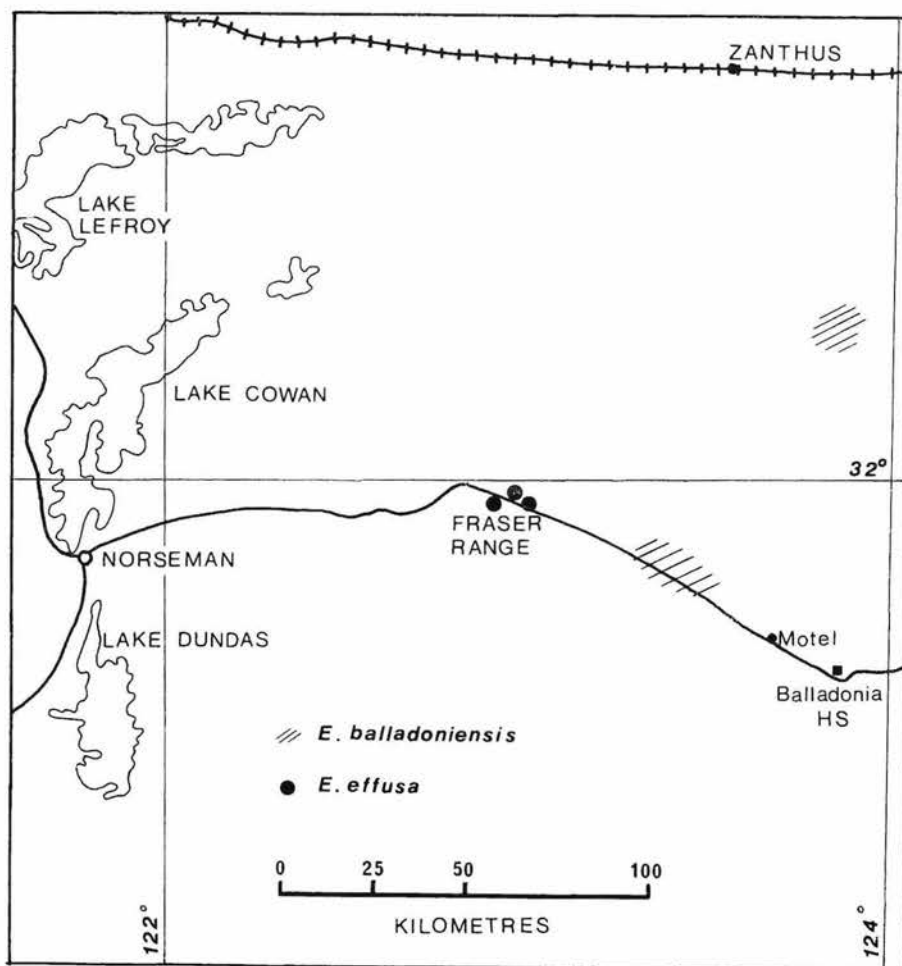 ZANTHUS
LAKE
LEFROY
LAKE COWAN
32°
FRASER
RANGE
NORSEMAN
LAKE DUNDAS
Motel
Balladonia
HS
E. balladoniensis
E. effusa
0 25 50 100
KILOMETRES
122°
124°